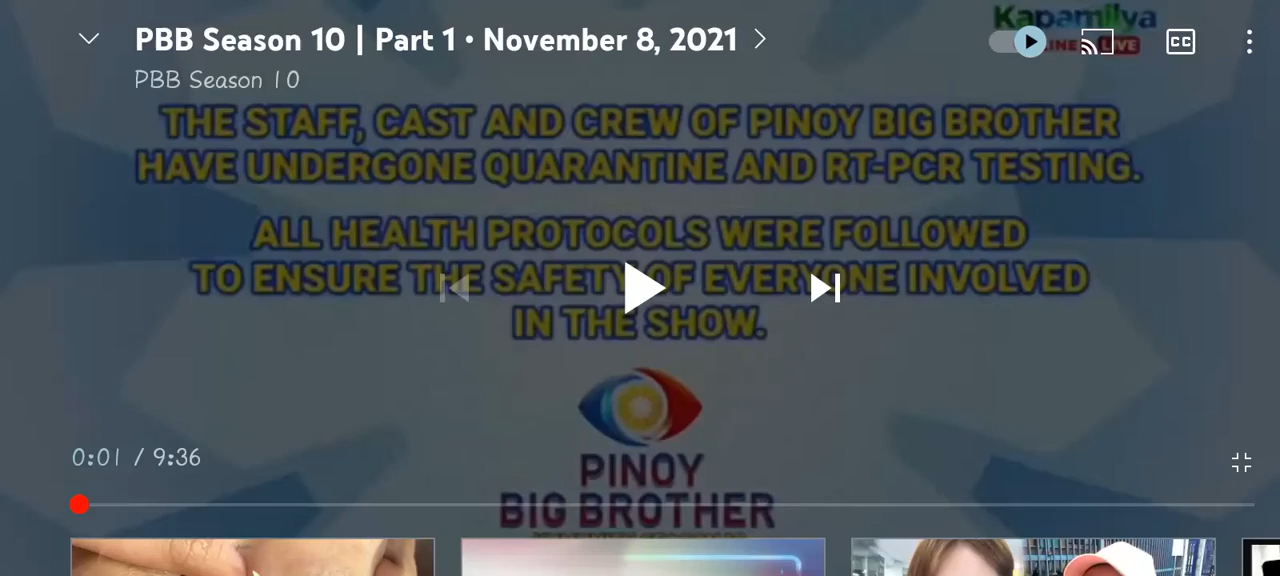 PBB Season 10 | Part 1 • November 8, 2021
PBB Season 10
Kapamilya
LIVE
CC
THE STAFF, CAST AND CREW OF PINOY BIG BROTHER
HAVE UNDERGONE QUARANTINE AND RT-PCR TESTING.
ALL HEALTH PROTOCOLS WERE FOLLOWED
TO ENSURE THE SAFETY OF EVERYONE INVOLVED
IN THE SHOW.
0:01 / 9:36
PINOY
BIG BROTHER